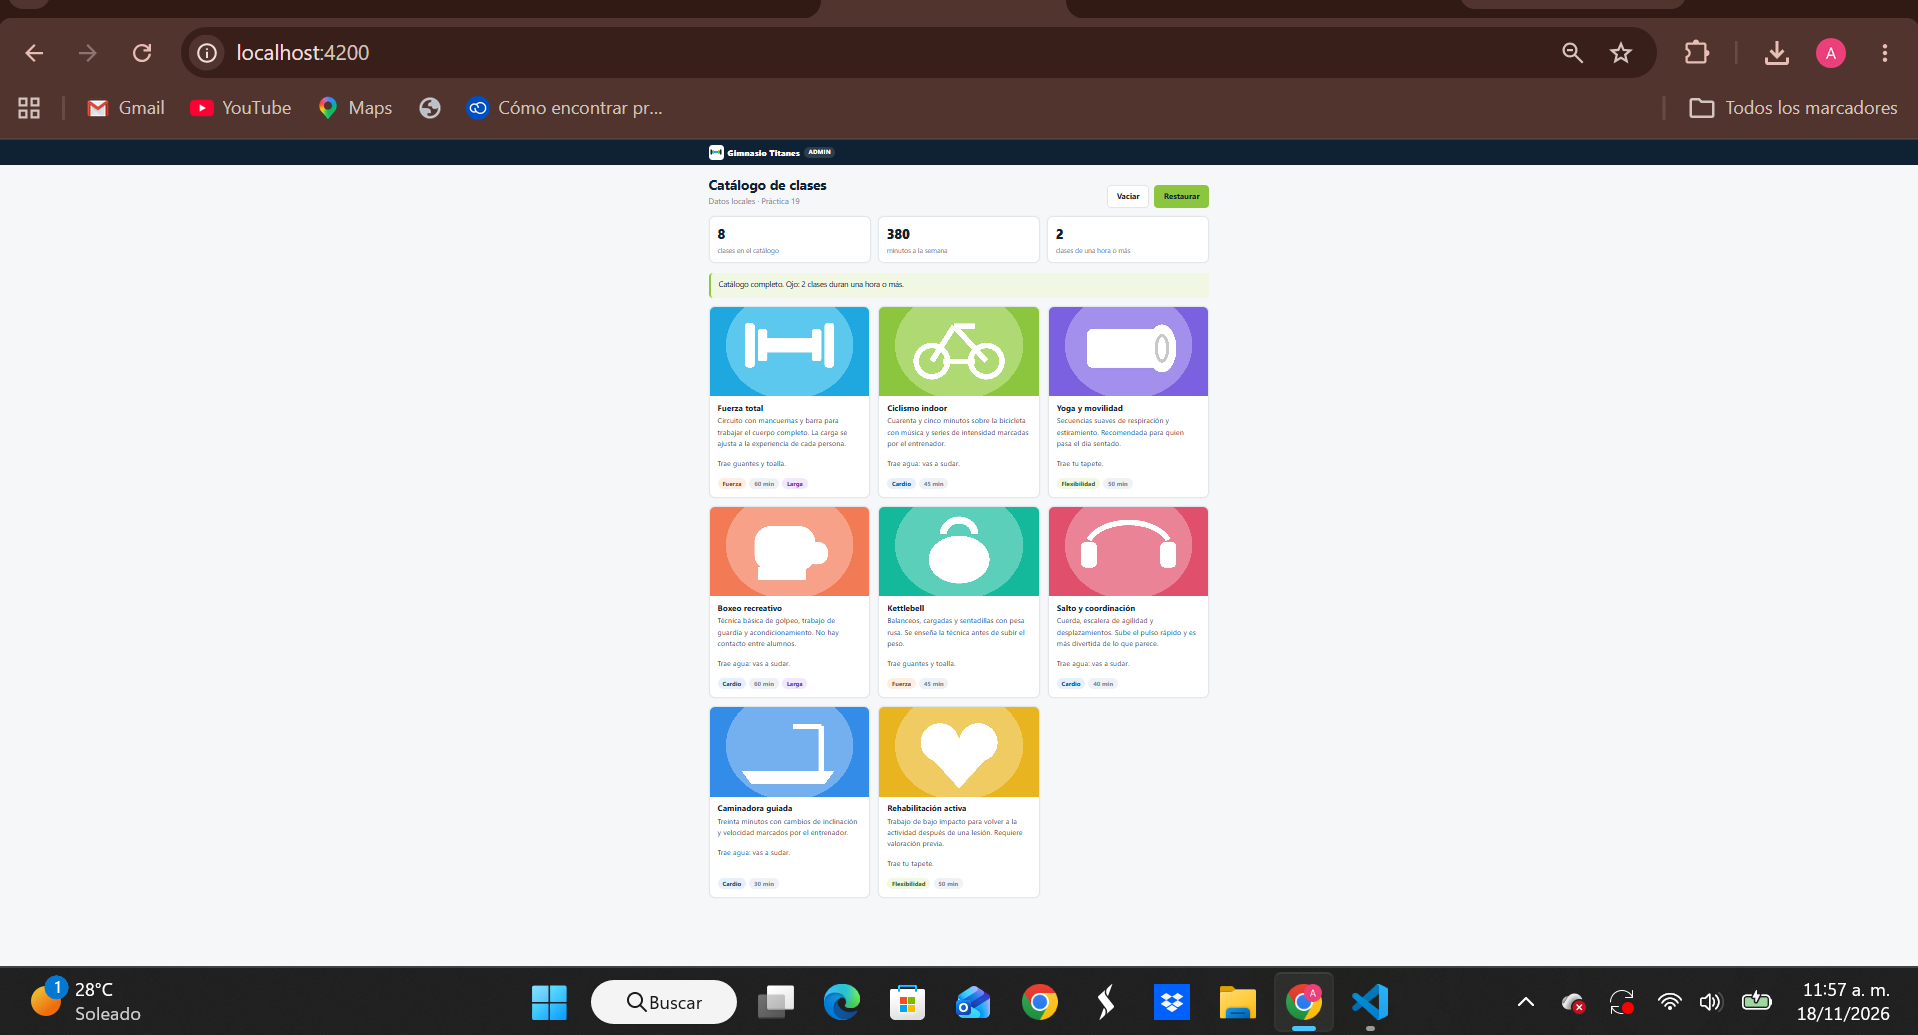 localhost:4200
A
Gmail
YouTube
Maps
Cómo encontrar pr...
Todos los marcadores
Gimnasio Titanes ADMIN
Catálogo de clases
Datos locales · Práctica 19
Vaciar
Restaurar
8
clases en el catálogo
380
minutos a la semana
2
clases de una hora o más
Catálogo completo. Ojo: 2 clases duran una hora o más.
Fuerza total
Circuito con mancuernas y barra para
trabajar el cuerpo completo. La carga se
ajusta a la experiencia de cada persona.
Trae guantes y toalla.
Fuerza 60 min Larga
Ciclismo indoor
Cuarenta y cinco minutos sobre la bicicleta
con música y series de intensidad marcadas
por el entrenador.
Trae agua: vas a sudar.
Cardio 45 min
Yoga y movilidad
Secuencias suaves de respiración y
estiramiento. Recomendada para quien
pasa el día sentado.
Trae tu tapete.
Flexibilidad 50 min
Boxeo recreativo
Técnica básica de golpeo, trabajo de
guardia y acondicionamiento. No hay
contacto entre alumnos.
Trae agua: vas a sudar.
Cardio 60 min Larga
Kettlebell
Balanceos, cargadas y sentadillas con pesa
rusa. Se enseña la técnica antes de subir el
peso.
Trae guantes y toalla.
Fuerza 45 min
Salto y coordinación
Cuerda, escalera de agilidad y
desplazamientos. Sube el pulso rápido y es
más divertida de lo que parece.
Trae agua: vas a sudar.
Cardio 40 min
Caminadora guiada
Treinta minutos con cambios de inclinación
y velocidad marcados por el entrenador.
Trae agua: vas a sudar.
Cardio 30 min
Rehabilitación activa
Trabajo de bajo impacto para volver a la
actividad después de una lesión. Requiere
valoración previa.
Trae tu tapete.
Flexibilidad 50 min
1
28°C
Soleado
Buscar
A
11:57 a. m.
18/11/2026